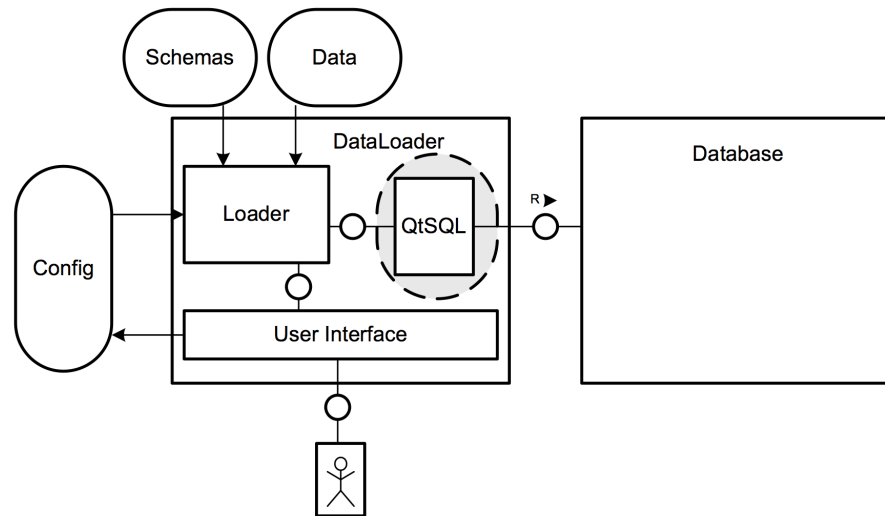 Schemas
Data
DataLoader
Database
Loader
R
QtSQL
Config
User Interface